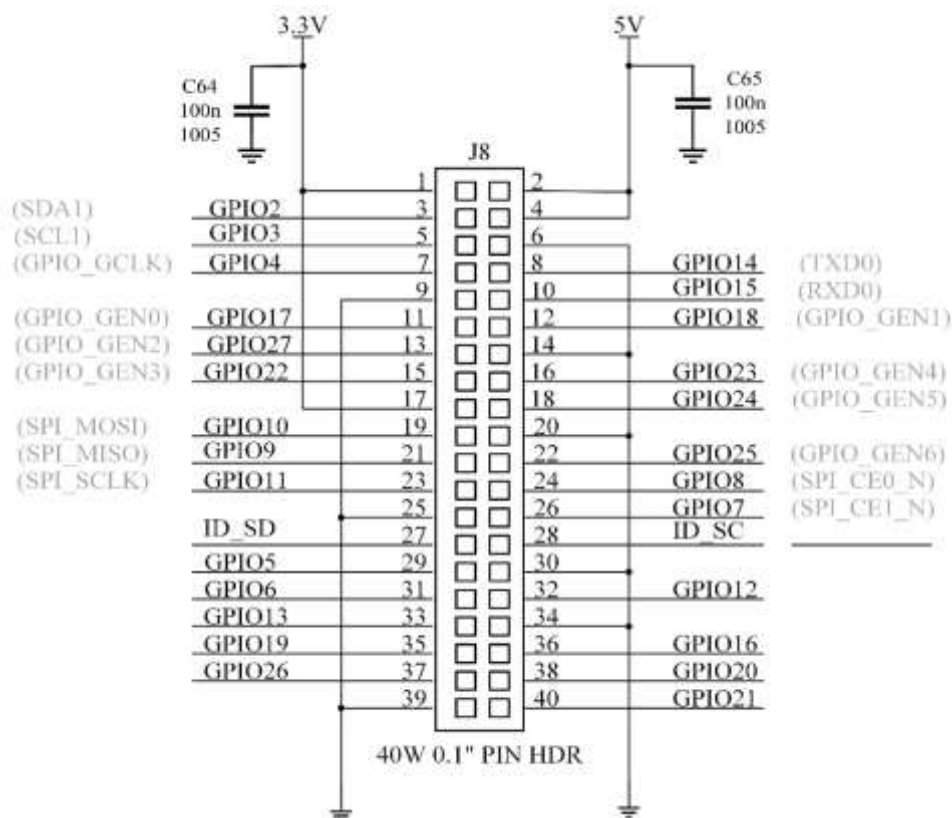 3.3V 5V
C64 C65
100n 100n
1005 1005
J8
1 2
(SDA1) GPIO2 3 4
(SCL1) GPIO3 5 6
(GPIO_GCLK) GPIO4 7 8 GPIO14 (TXD0)
9 10 GPIO15 (RXD0)
(GPIO_GEN0) GPIO17 11 12 GPIO18 (GPIO_GEN1)
(GPIO_GEN2) GPIO27 13 14
(GPIO_GEN3) GPIO22 15 16 GPIO23 (GPIO_GEN4)
17 18 GPIO24 (GPIO_GEN5)
(SPI_MOSI) GPIO10 19 20
(SPI_MISO) GPIO9 21 22 GPIO25 (GPIO_GEN6)
(SPI_SCLK) GPIO11 23 24 GPIO8 (SPI_CE0_N)
25 26 GPIO7 (SPI_CE1_N)
ID_SD 27 28 ID_SC
GPIO5 29 30
GPIO6 31 32 GPIO12
GPIO13 33 34
GPIO19 35 36 GPIO16
GPIO26 37 38 GPIO20
39 40 GPIO21
40W 0.1" PIN HDR